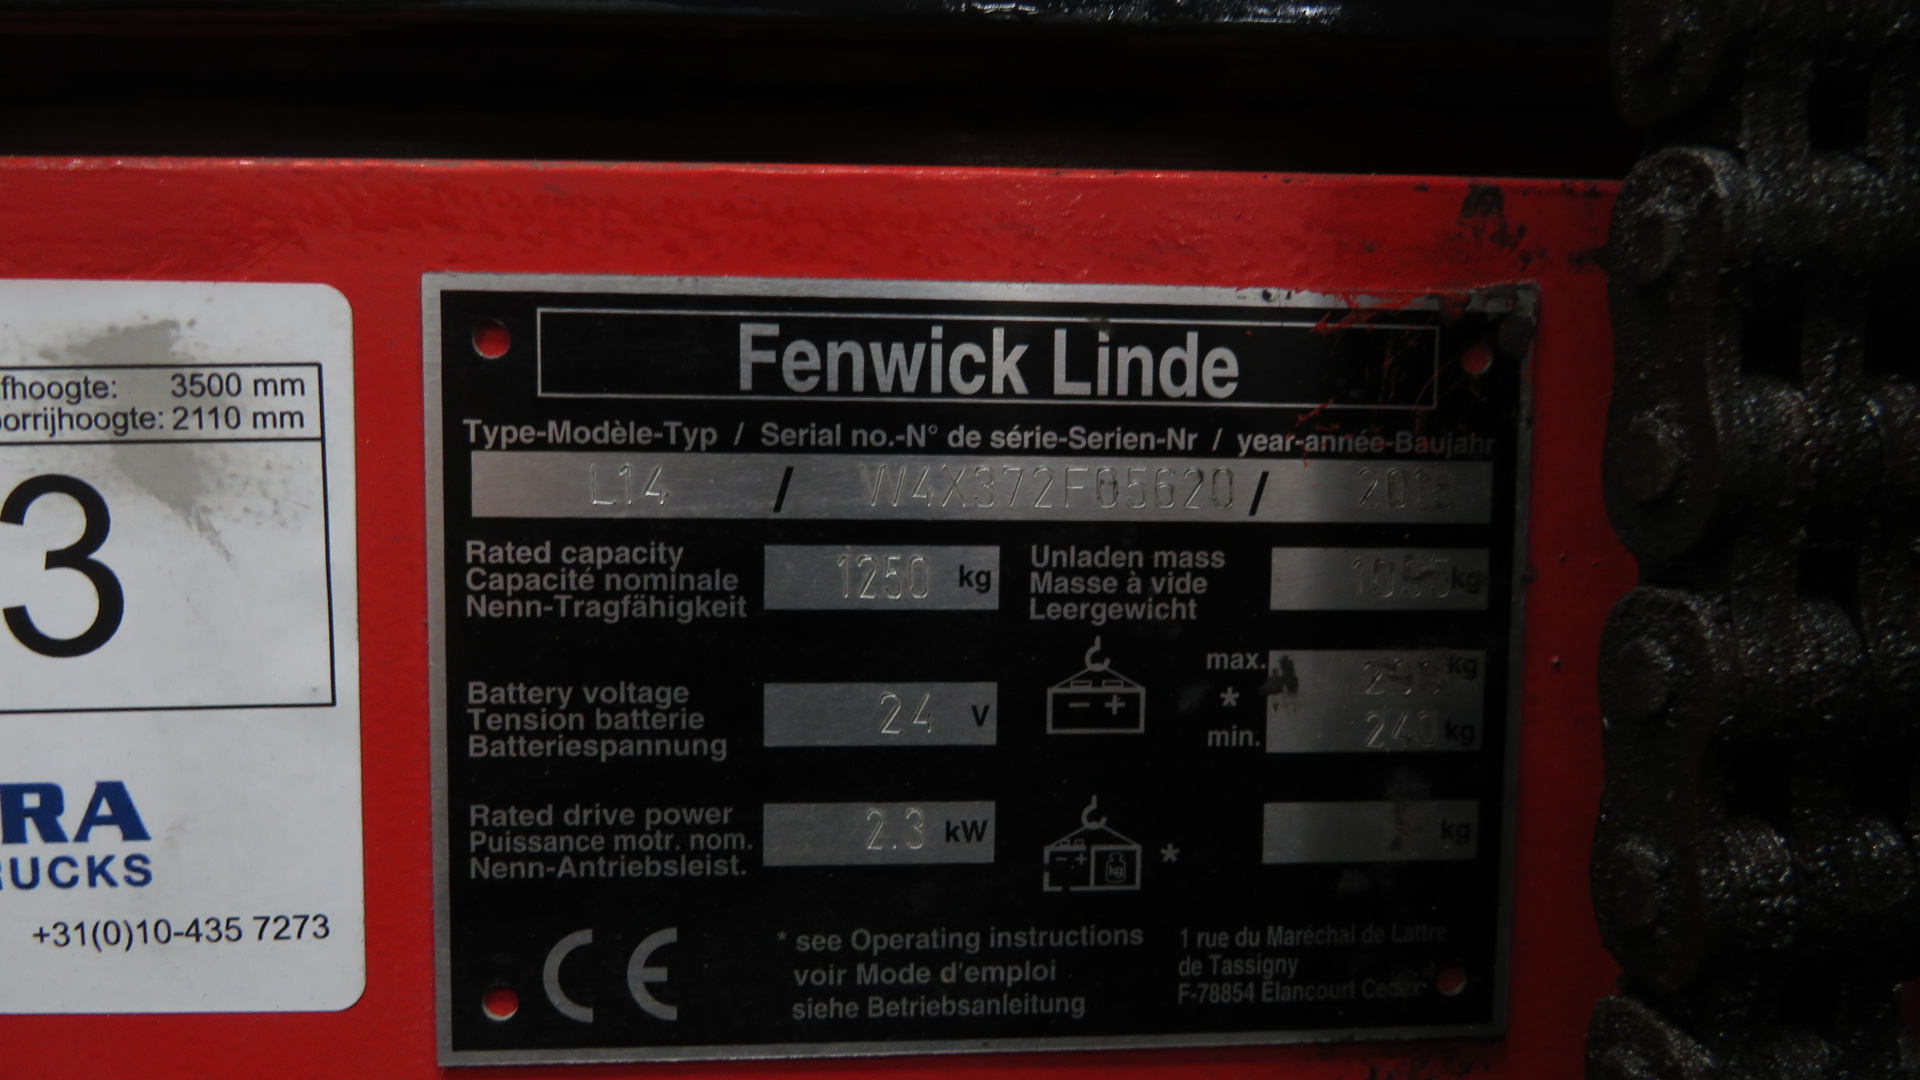 fhoogte: 3500 mm
orrijhoogte: 2110 mm
3
RA
RUCKS
+31(0)10-435 7273
Fenwick Linde
Type-Modèle-Typ / Serial no.-N° de série-Serien-Nr / year-année-Baujahr
L14 / W4X372F05620 /
Rated capacity
Capacité nominale
Nenn-Tragfähigkeit
1250 kg
Unladen mass
Masse à vide
Leergewicht
kg
Battery voltage
Tension batterie
Batteriespannung
24 V
- +
max. kg
*
min. 240 kg
Rated drive power
Puissance motr. nom.
Nenn-Antriebsleist.
2.3 kW
- + kg
*
kg
CE
* see Operating instructions
voir Mode d'emploi
siehe Betriebsanleitung
1 rue du Maréchal de Lattre
de Tassigny
F-78854 Elancourt Cedex